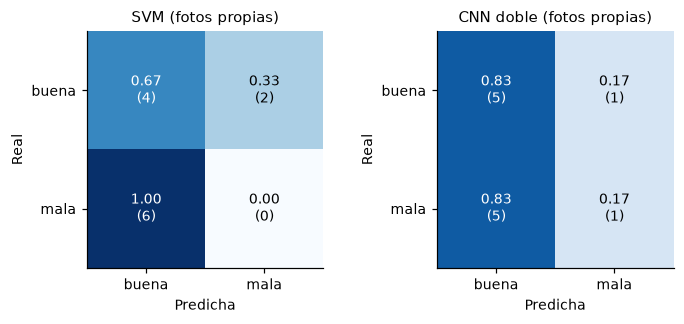 SVM (fotos propias)
Real
buena
mala
0.67
(4)
0.33
(2)
1.00
(6)
0.00
(0)
buena
mala
Predicha
CNN doble (fotos propias)
Real
buena
mala
0.83
(5)
0.17
(1)
0.83
(5)
0.17
(1)
buena
mala
Predicha